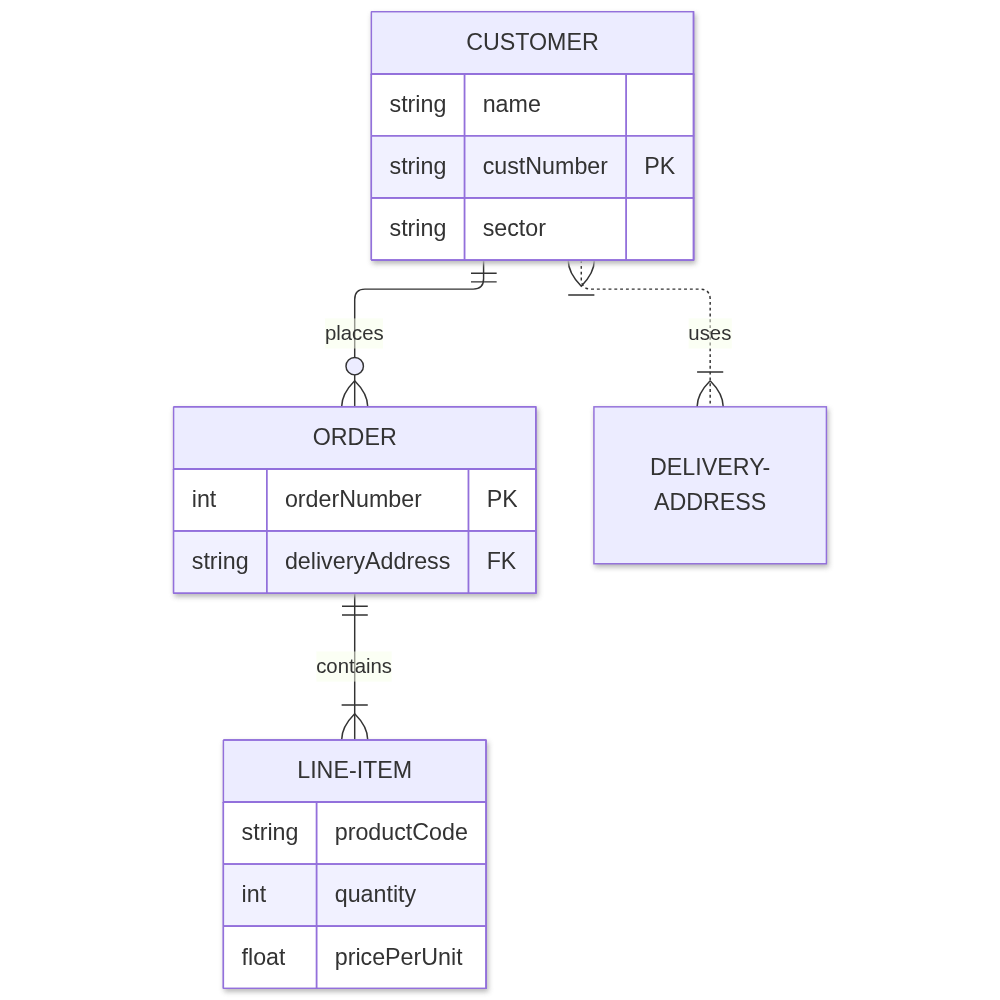 CUSTOMER
string name
string custNumber PK
string sector
places
uses
ORDER
int orderNumber PK
string deliveryAddress FK
DELIVERY-
ADDRESS
contains
LINE-ITEM
string productCode
int quantity
float pricePerUnit